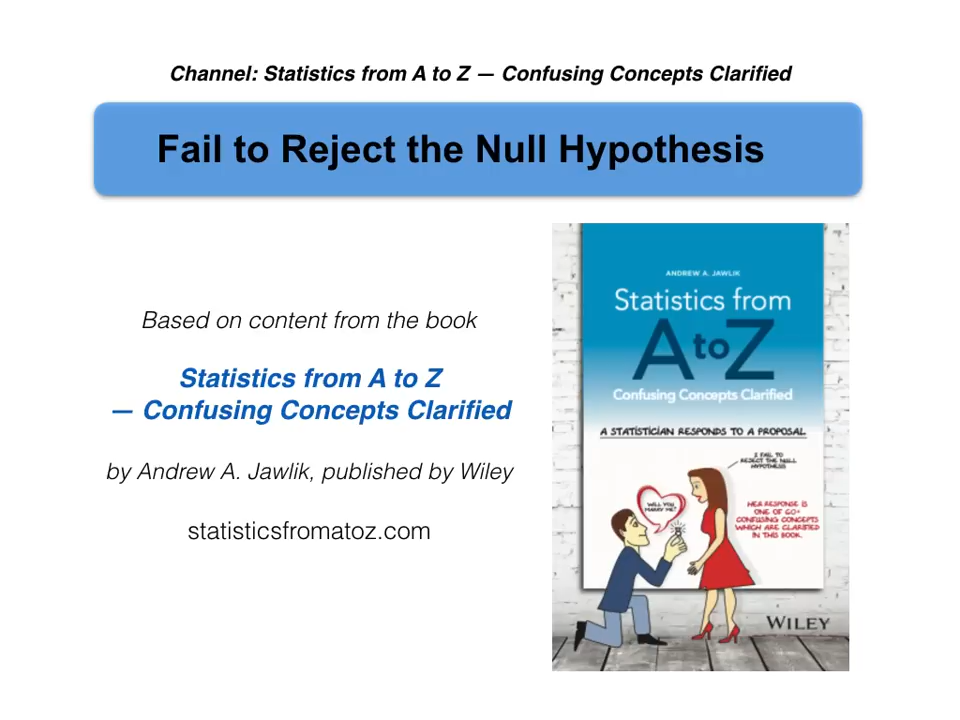 Channel: Statistics from A to Z — Confusing Concepts Clarified
Fail to Reject the Null Hypothesis
Based on content from the book
Statistics from A to Z
— Confusing Concepts Clarified
by Andrew A. Jawlik, published by Wiley
statisticsfromatoz.com
ANDREW A. JAWLIK
Statistics from
A to Z
Confusing Concepts Clarified
A STATISTICIAN RESPONDS TO A PROPOSAL
I FAIL TO
REJECT THE NULL
HYPOTHESIS
WILL YOU
MARRY ME?
HER RESPONSE IS
ONE OF 60+
CONFUSING CONCEPTS
WHICH ARE CLARIFIED
IN THIS BOOK.
WILEY